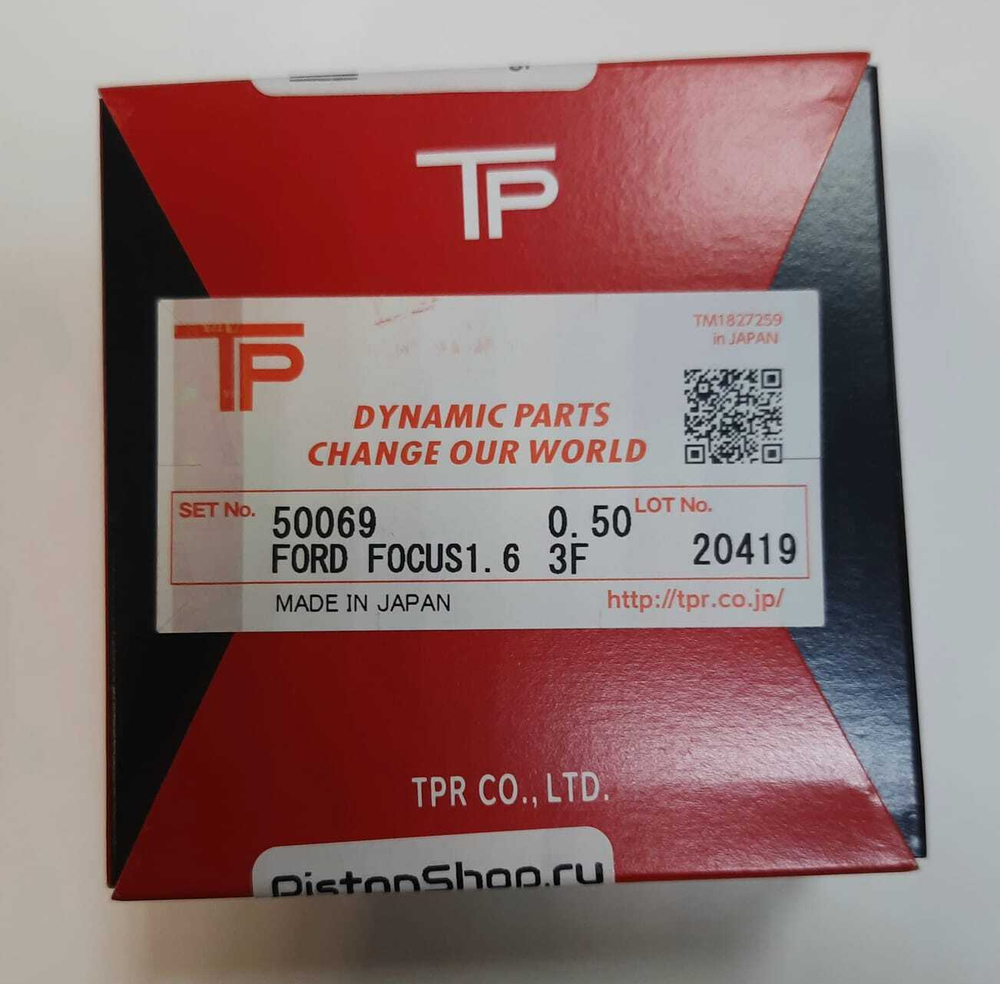 TP
TP
TM1827259
in JAPAN
DYNAMIC PARTS
CHANGE OUR WORLD
SET No. 50069 0.50 LOT No.
FORD FOCUS1.6 3F 20419
MADE IN JAPAN http://tpr.co.jp/
TPR CO., LTD.
PistonShop.ru